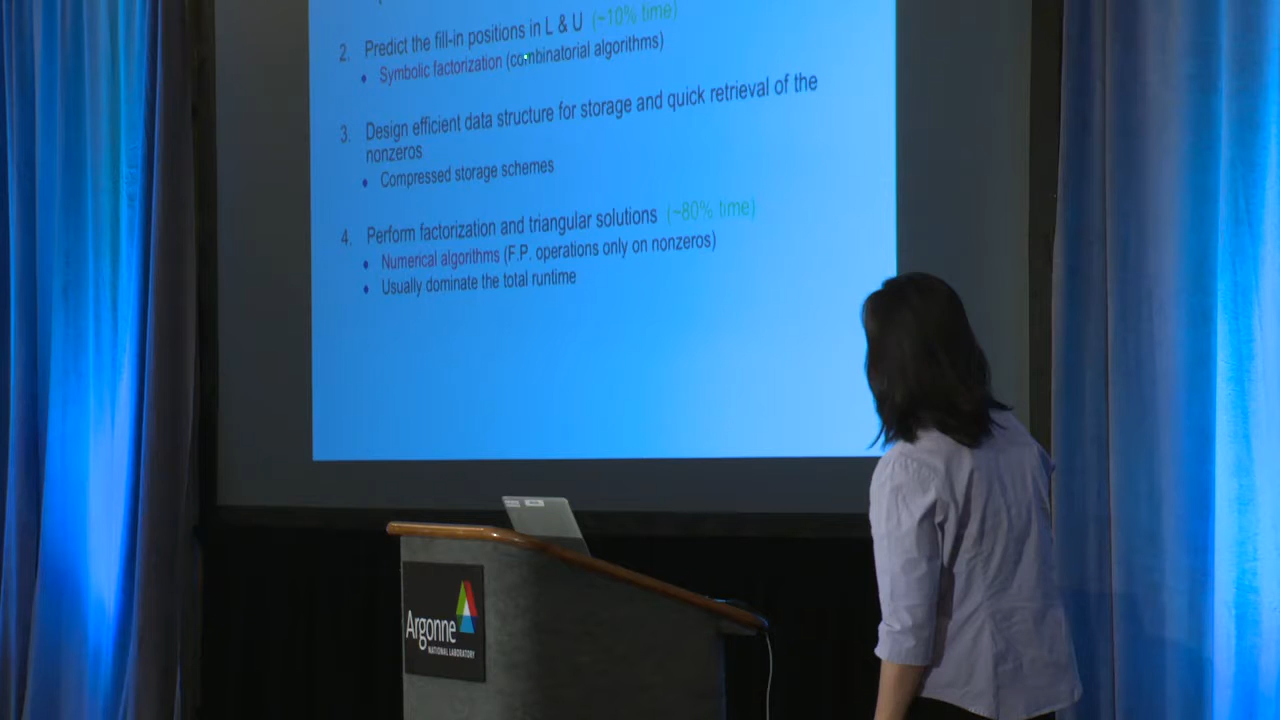 2. Predict the fill-in positions in L & U (~10% time)
• Symbolic factorization (combinatorial algorithms)
3. Design efficient data structure for storage and quick retrieval of the
nonzeros
• Compressed storage schemes
4. Perform factorization and triangular solutions (~80% time)
• Numerical algorithms (F.P. operations only on nonzeros)
• Usually dominate the total runtime
Argonne
NATIONAL LABORATORY